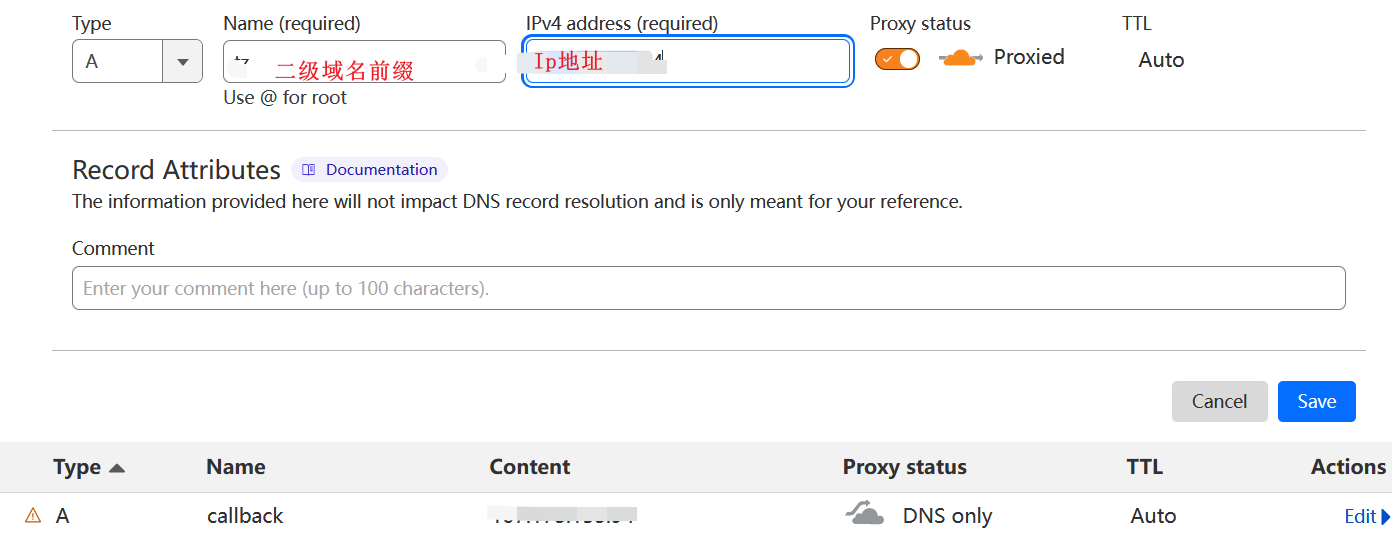 Type Name (required) IPv4 address (required) Proxy status TTL
A 二级域名前缀 Ip地址 Proxied Auto
Use @ for root
Record Attributes Documentation
The information provided here will not impact DNS record resolution and is only meant for your reference.
Comment
Enter your comment here (up to 100 characters).
Cancel Save
Type Name Content Proxy status TTL Actions
A callback DNS only Auto Edit